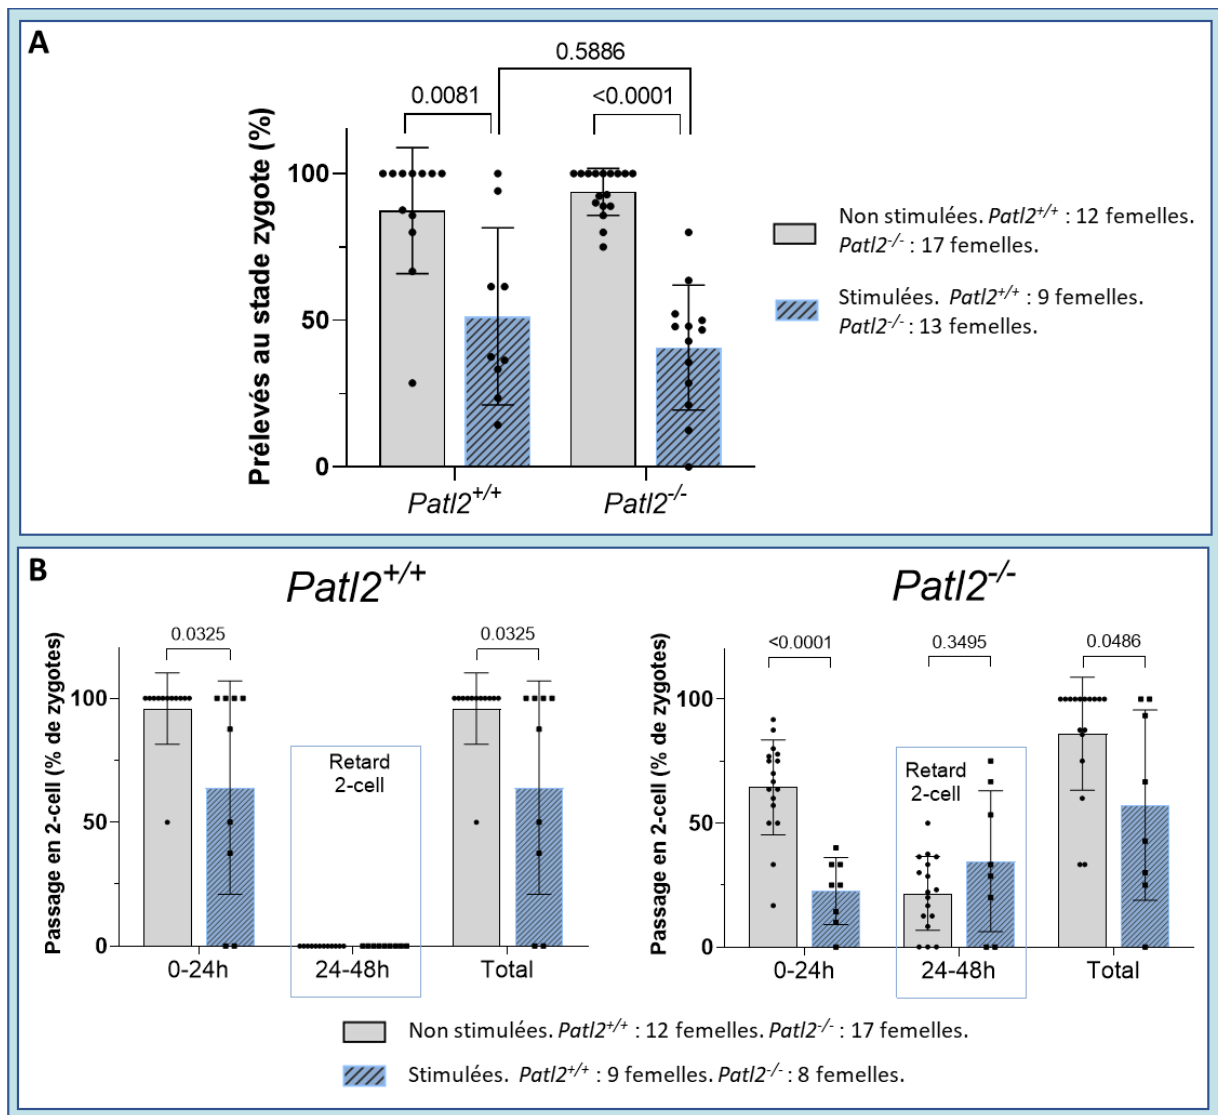 A
0.5886
0.0081
<0.0001
Prélevés au stade zygote (%)
100
50
0
Patl2+/+
Patl2-/-
Non stimulées. Patl2+/+ : 12 femelles.
Patl2-/- : 17 femelles.
Stimulées. Patl2+/+ : 9 femelles.
Patl2-/- : 13 femelles.
B
Patl2+/+
Passage en 2-cell (% de zygotes)
0.0325
0.0325
100
50
0
Retard
2-cell
0-24h
24-48h
Total
Patl2-/-
Passage en 2-cell (% de zygotes)
<0.0001
0.3495
0.0486
100
50
0
Retard
2-cell
0-24h
24-48h
Total
Non stimulées. Patl2+/+ : 12 femelles. Patl2-/- : 17 femelles.
Stimulées. Patl2+/+ : 9 femelles. Patl2-/- : 8 femelles.